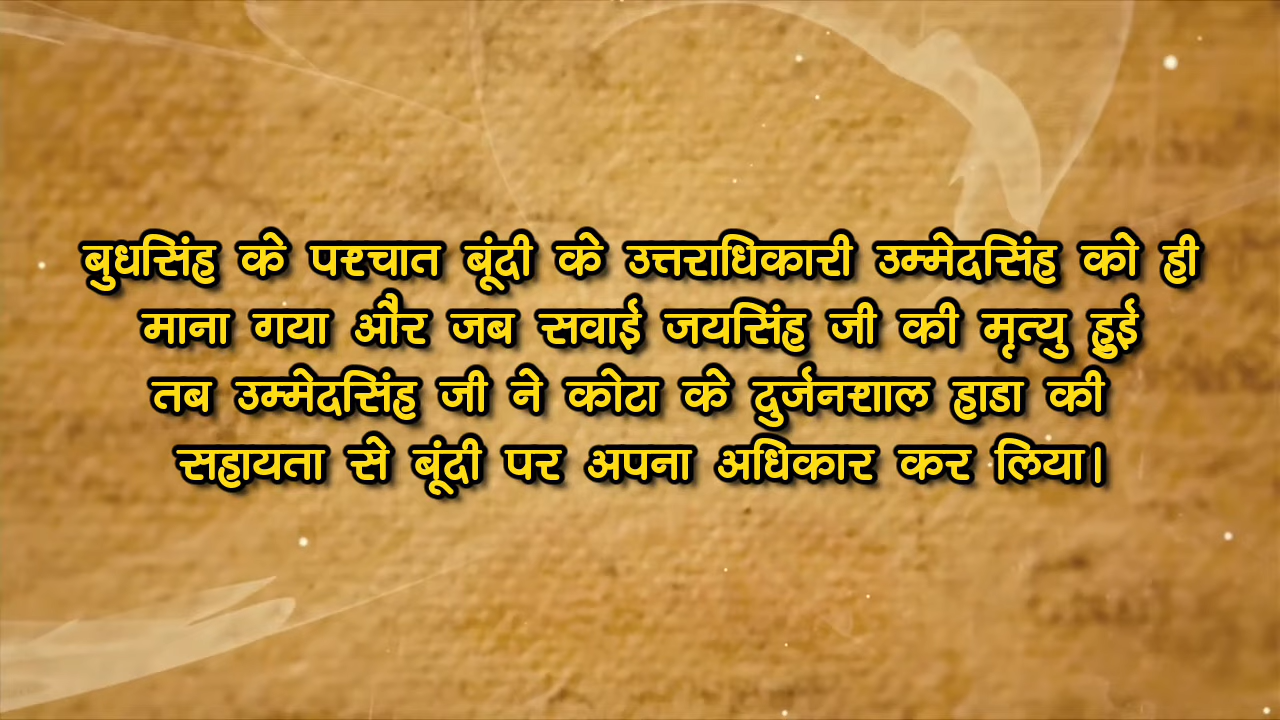 बुधसिंह के पश्चात बूंदी के उत्तराधिकारी उम्मेदसिंह को ही
माना गया और जब सवाई जयसिंह जी की मृत्यु हुई
तब उम्मेदसिंह जी ने कोटा के दुर्जनशाल हाडा की
सहायता से बूंदी पर अपना अधिकार कर लिया।